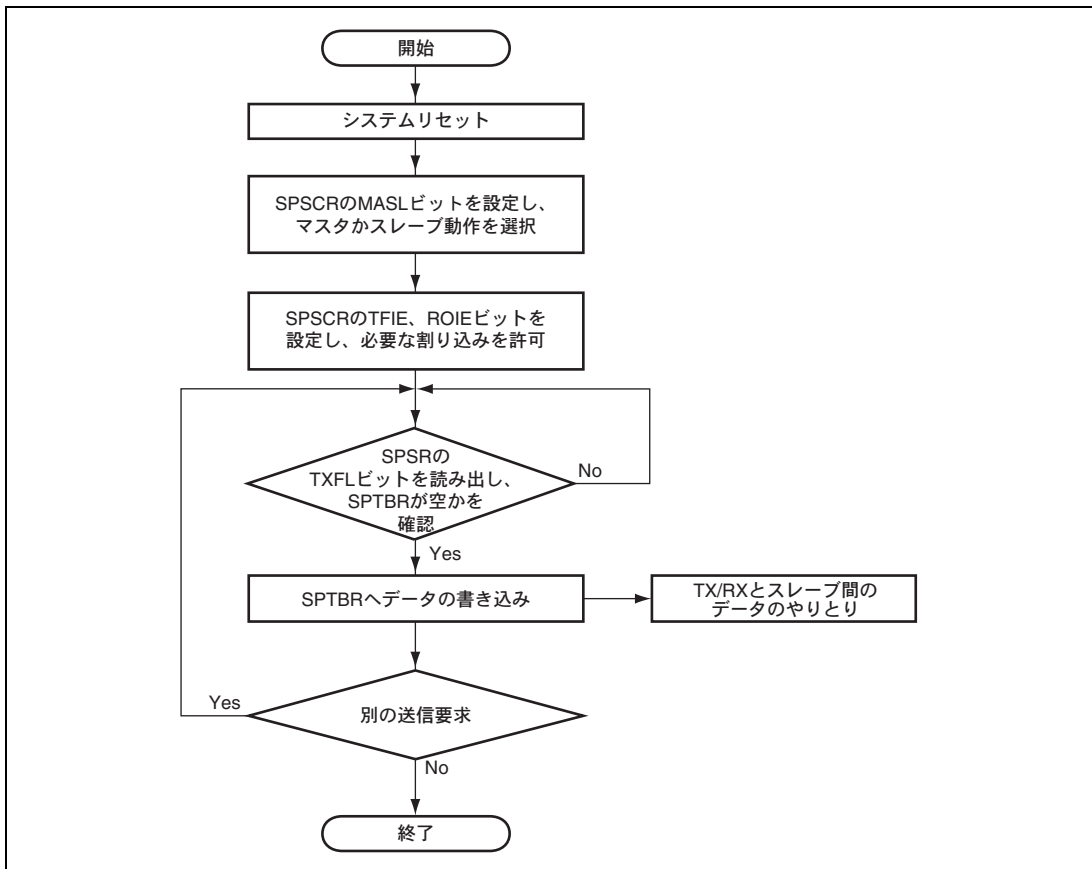 開始
システムリセット
SPSCRのMASLビットを設定し、
マスタかスレーブ動作を選択
SPSCRのTFIE、ROIEビットを
設定し、必要な割り込みを許可
SPSRの
TXFLビットを読み出し、
SPTBRが空かを
確認
No
Yes
SPTBRへデータの書き込み
TX/RXとスレーブ間の
データのやりとり
Yes
別の送信要求
No
終了